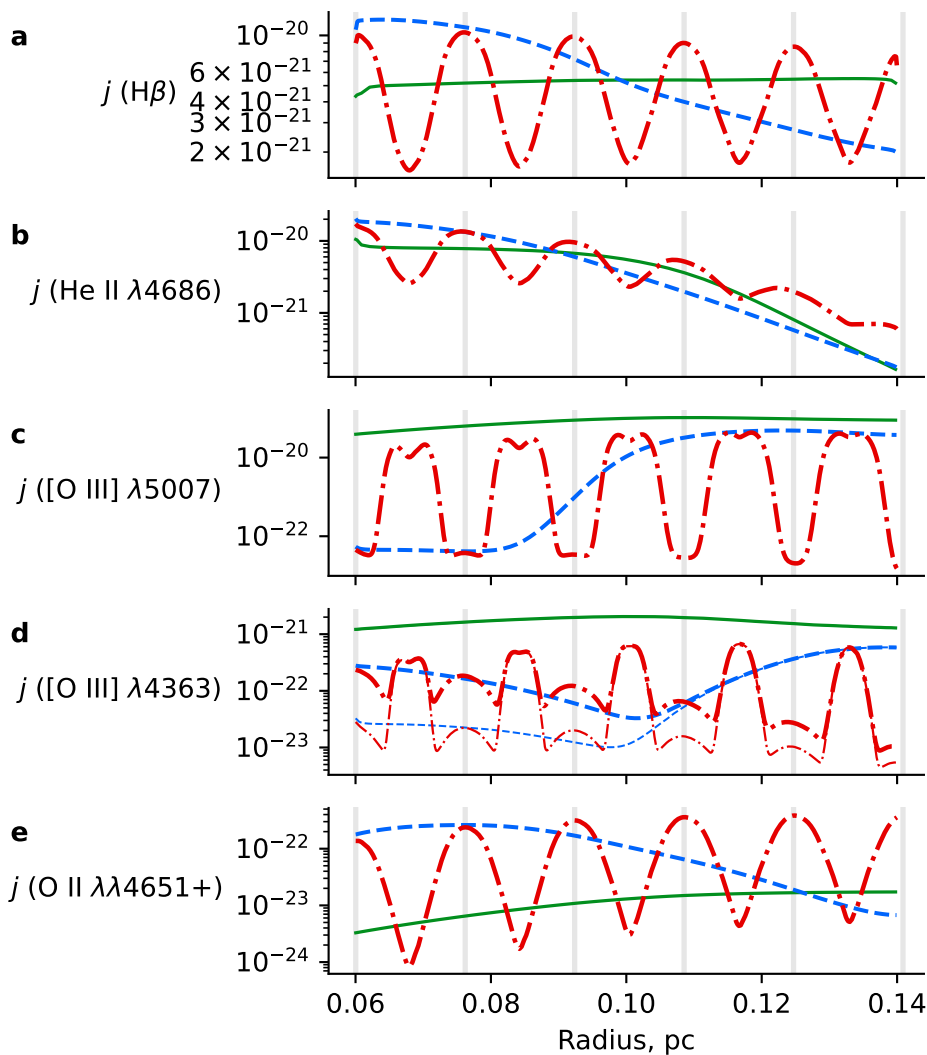 a
j (Hβ)
10⁻²⁰
6 × 10⁻²¹
4 × 10⁻²¹
3 × 10⁻²¹
2 × 10⁻²¹
b
j (He II λ4686)
10⁻²⁰
10⁻²¹
c
j ([O III] λ5007)
10⁻²⁰
10⁻²²
d
j ([O III] λ4363)
10⁻²¹
10⁻²²
10⁻²³
e
j (O II λλ4651+)
10⁻²²
10⁻²³
10⁻²⁴
0.06 0.08 0.10 0.12 0.14
Radius, pc